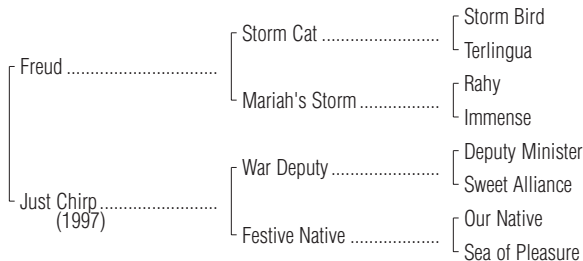 Storm Bird
Storm Cat ........................
Terlingua
Freud ...............................
Rahy
Mariah's Storm ................
Immense
Deputy Minister
War Deputy ......................
Sweet Alliance
Just Chirp ........................
(1997)
Our Native
Festive Native ..................
Sea of Pleasure